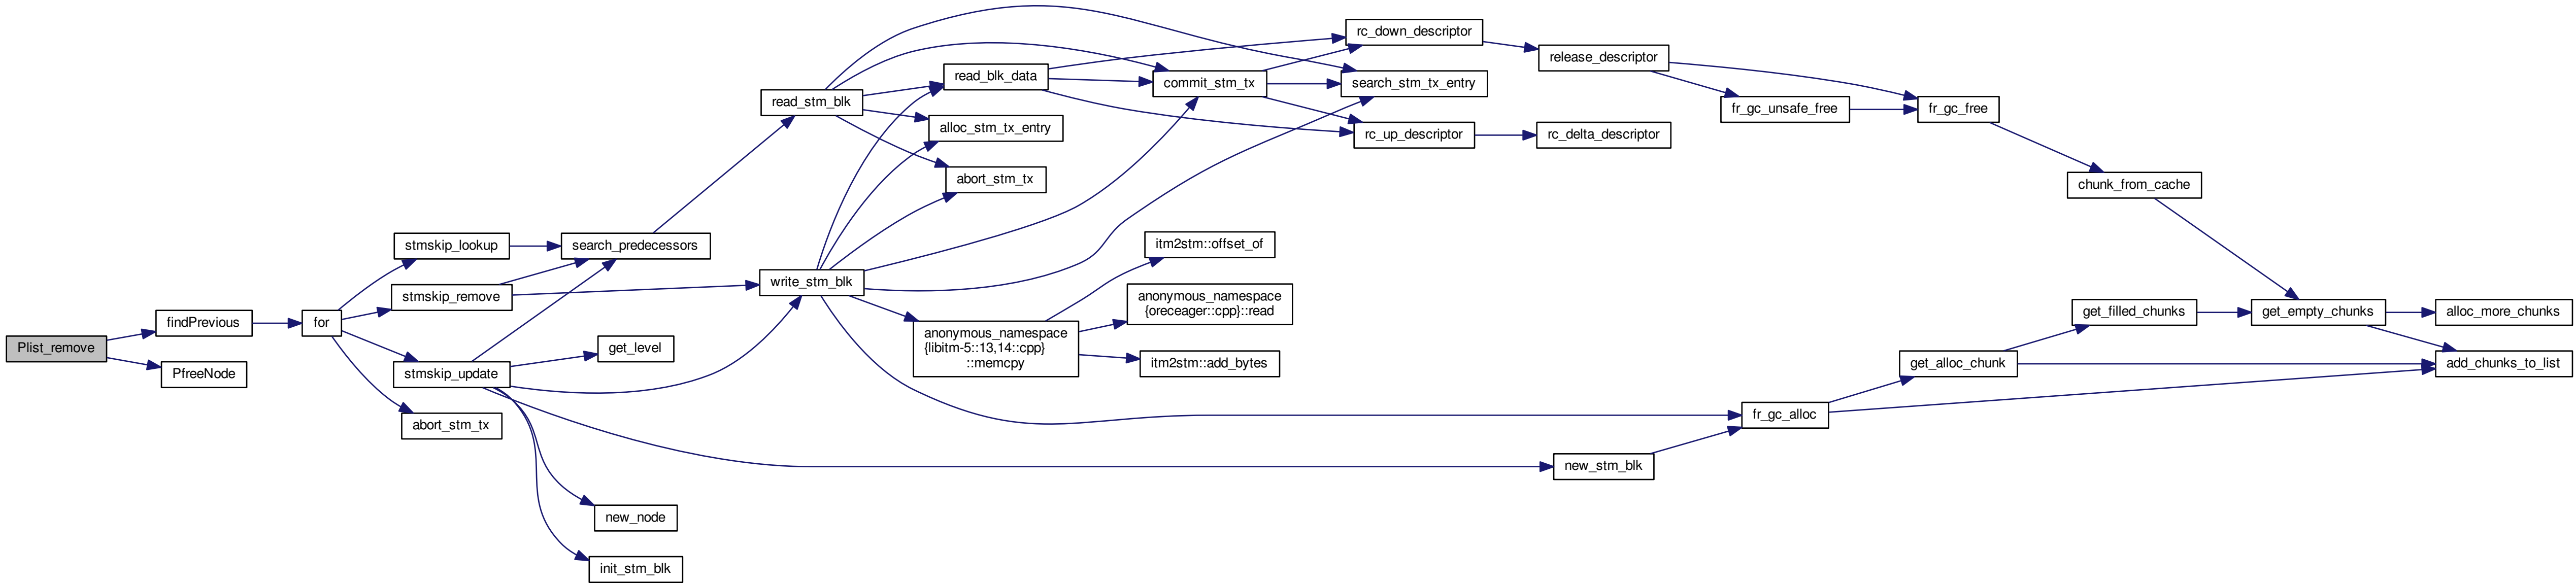 Plist_remove
findPrevious
PfreeNode
for
stmskip_lookup
stmskip_remove
stmskip_update
abort_stm_tx
search_predecessors
get_level
new_node
init_stm_blk
read_stm_blk
write_stm_blk
read_blk_data
alloc_stm_tx_entry
abort_stm_tx
anonymous_namespace
{libitm-5::13,14::cpp}
::memcpy
commit_stm_tx
itm2stm::offset_of
anonymous_namespace
{oreceager::cpp}::read
itm2stm::add_bytes
rc_down_descriptor
search_stm_tx_entry
rc_up_descriptor
release_descriptor
rc_delta_descriptor
new_stm_blk
fr_gc_unsafe_free
fr_gc_alloc
fr_gc_free
get_alloc_chunk
chunk_from_cache
get_filled_chunks
get_empty_chunks
alloc_more_chunks
add_chunks_to_list